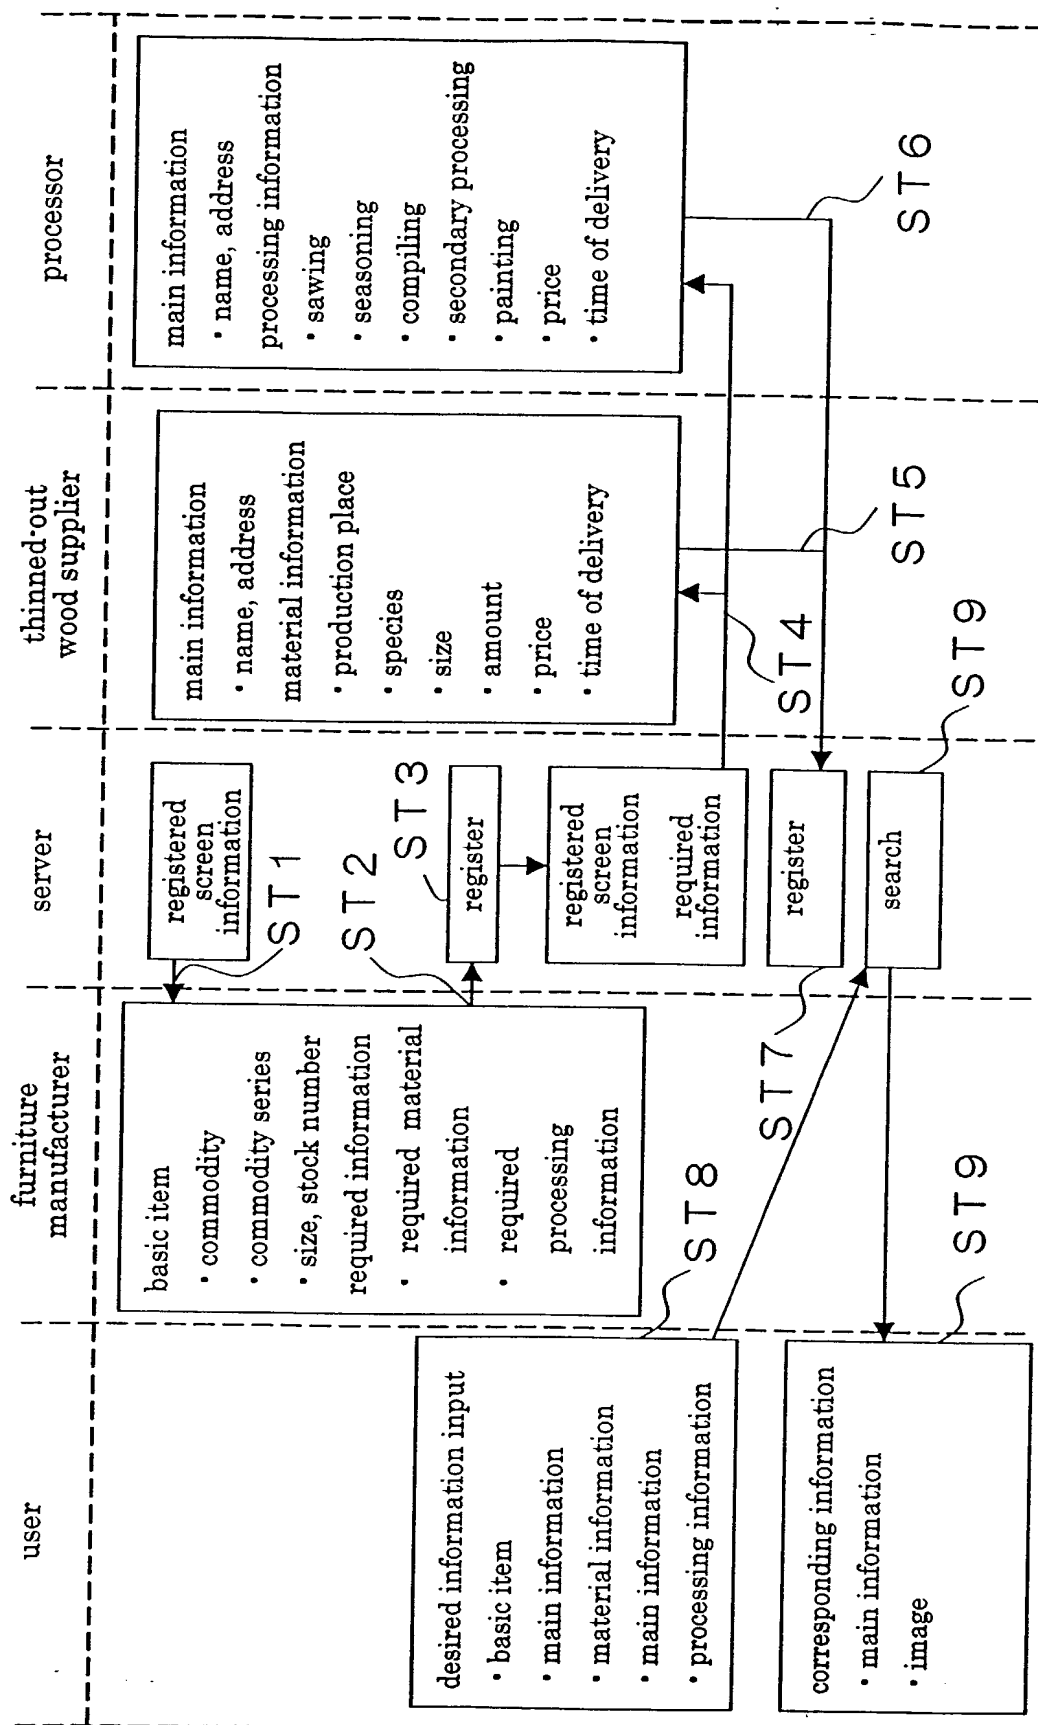 user
furniture
manufacturer
server
thinned-out
wood supplier
processor
desired information input
• basic item
• main information
• material information
• main information
• processing information
ST8
corresponding information
• main information
• image
ST9
basic item
• commodity
• commodity series
• size, stock number
required information
• required material
information
• required
processing
information
ST7
registered
screen
information
ST1
ST2
ST3
register
registered
screen
information
required
information
register
search
ST9
main information
• name, address
material information
• production place
• species
• size
• amount
• price
• time of delivery
ST4
ST5
main information
• name, address
processing information
• sawing
• seasoning
• compiling
• secondary processing
• painting
• price
• time of delivery
ST6